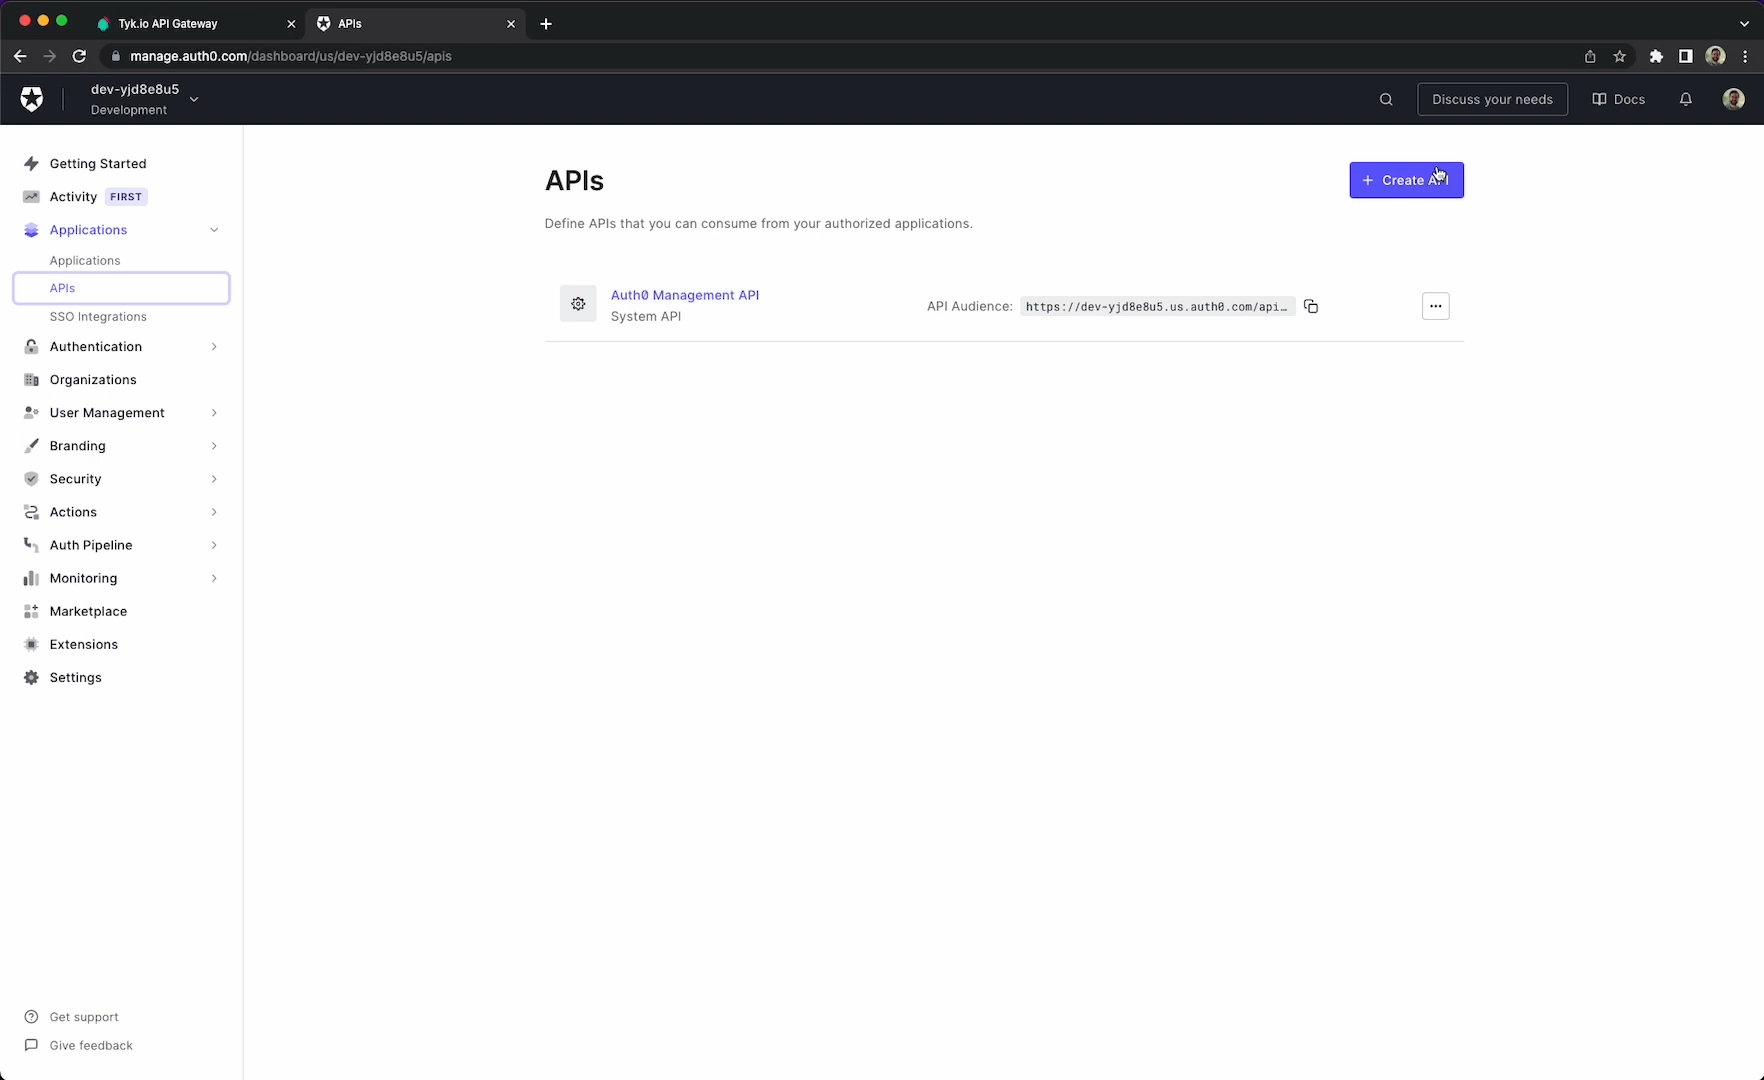 Tyk.io API Gateway
APIs
manage.auth0.com/dashboard/us/dev-yjd8e8u5/apis
dev-yjd8e8u5
Development
Discuss your needs
Docs
Getting Started
Activity FIRST
Applications
Applications
APIs
SSO Integrations
Authentication
Organizations
User Management
Branding
Security
Actions
Auth Pipeline
Monitoring
Marketplace
Extensions
Settings
Get support
Give feedback
APIs
+ Create API
Define APIs that you can consume from your authorized applications.
Auth0 Management API
System API
API Audience: https://dev-yjd8e8u5.us.auth0.com/api…